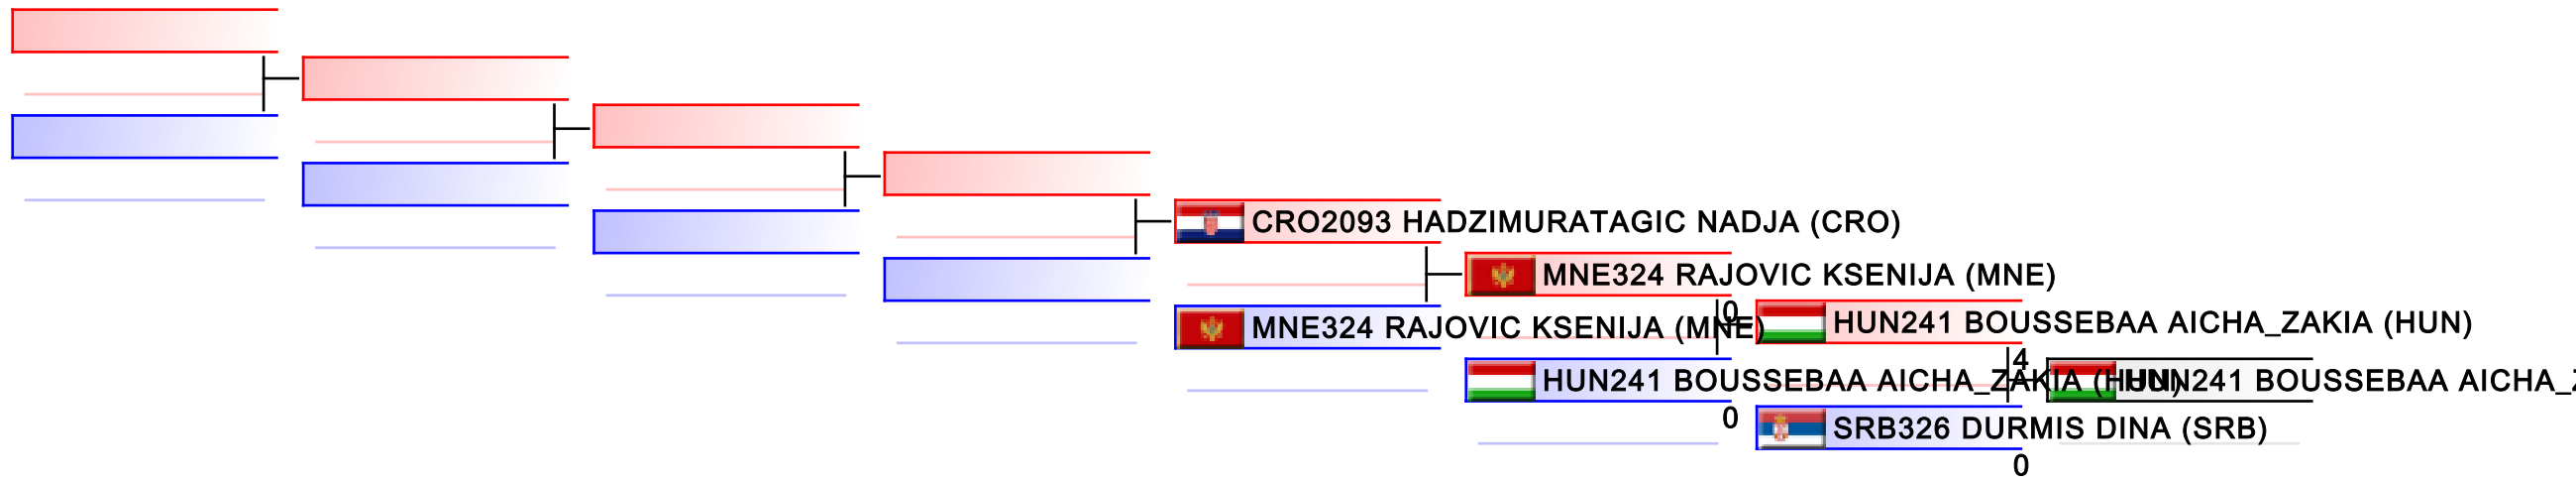 CRO2093 HADZIMURATAGIC NADJA (CRO)
MNE324 RAJOVIC KSENIJA (MNE)
0
MNE324 RAJOVIC KSENIJA (MNE)
HUN241 BOUSSEBAA AICHA_ZAKIA (HUN)
4
HUN241 BOUSSEBAA AICHA_ZAKIA (HUN)
HUN241 BOUSSEBAA AICHA_
0
SRB326 DURMIS DINA (SRB)
0